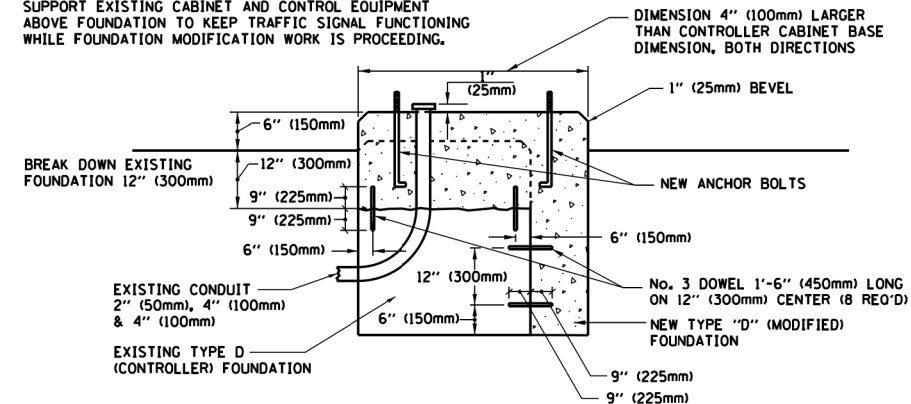 SUPPORT EXISTING CABINET AND CONTROL EQUIPMENT
ABOVE FOUNDATION TO KEEP TRAFFIC SIGNAL FUNCTIONING
WHILE FOUNDATION MODIFICATION WORK IS PROCEEDING.
DIMENSION 4" (100mm) LARGER
THAN CONTROLLER CABINET BASE
DIMENSION, BOTH DIRECTIONS
1"
(25mm)
1" (25mm) BEVEL
6" (150mm)
BREAK DOWN EXISTING
FOUNDATION 12" (300mm)
12" (300mm)
9" (225mm)
9" (225mm)
6" (150mm)
NEW ANCHOR BOLTS
6" (150mm)
12" (300mm)
6" (150mm)
EXISTING CONDUIT
2" (50mm), 4" (100mm)
& 4" (100mm)
No. 3 DOWEL 1'-6" (450mm) LONG
ON 12" (300mm) CENTER (8 REQ'D)
NEW TYPE "D" (MODIFIED)
FOUNDATION
EXISTING TYPE D
(CONTROLLER) FOUNDATION
9" (225mm)
9" (225mm)